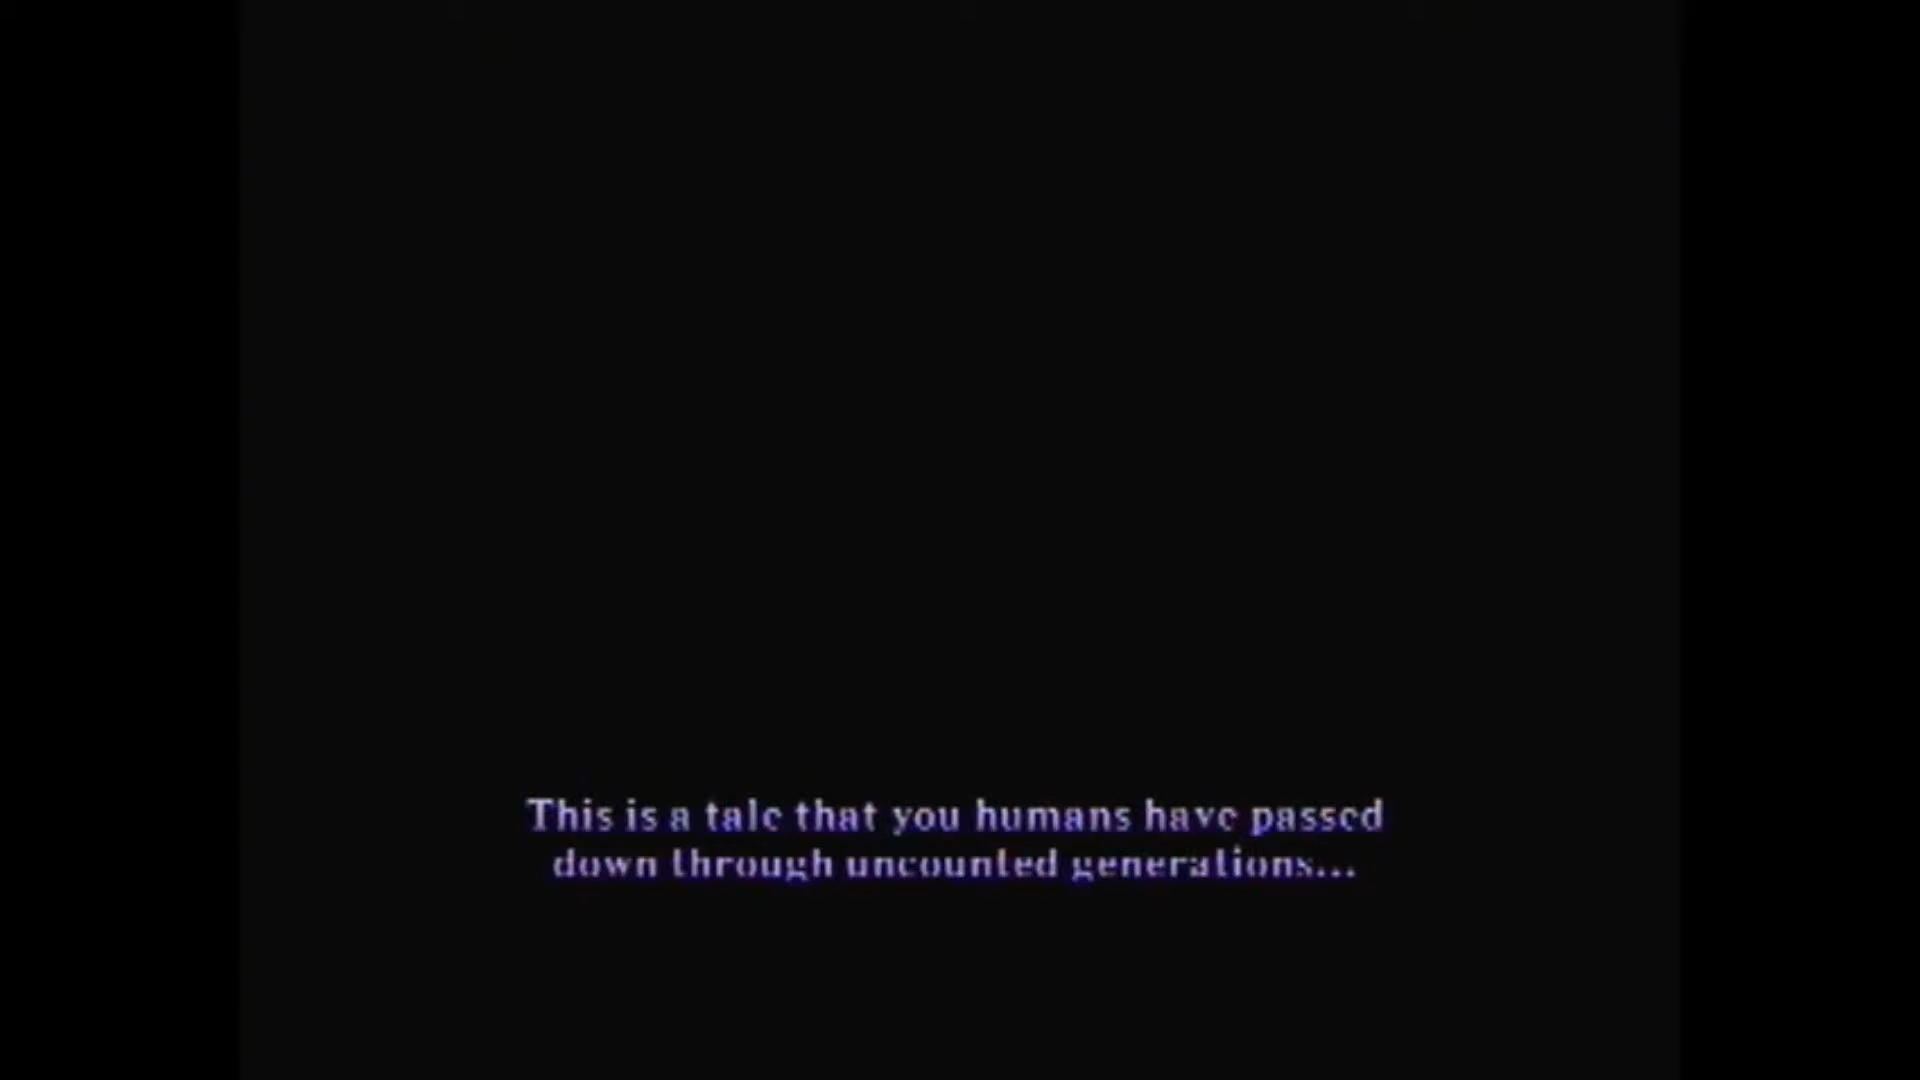 This is a tale that you humans have passed
down through uncounted generations...